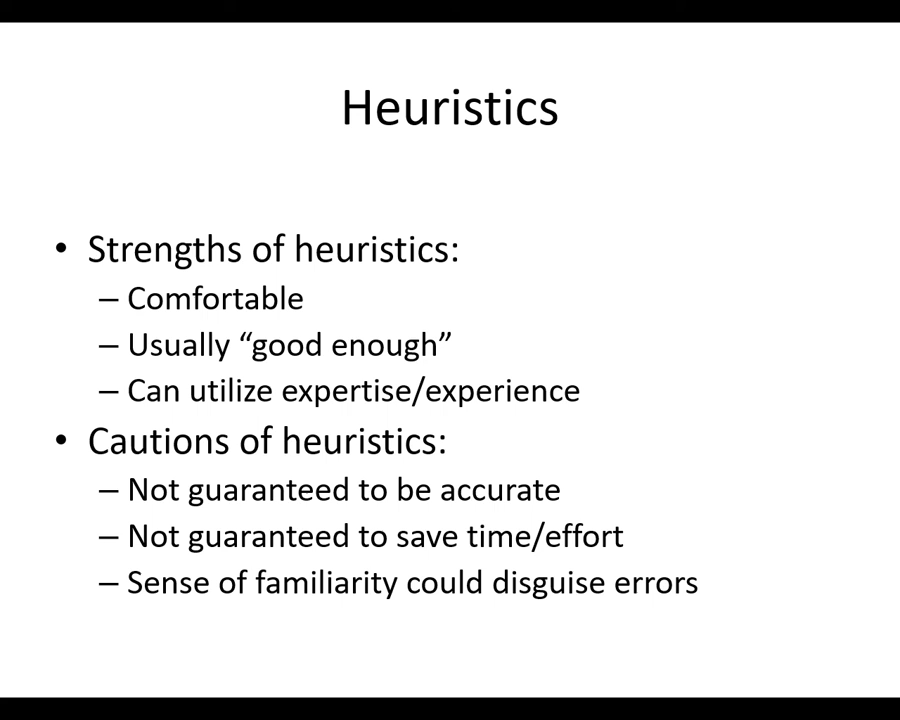 Heuristics
• Strengths of heuristics:
– Comfortable
– Usually “good enough”
– Can utilize expertise/experience
• Cautions of heuristics:
– Not guaranteed to be accurate
– Not guaranteed to save time/effort
– Sense of familiarity could disguise errors